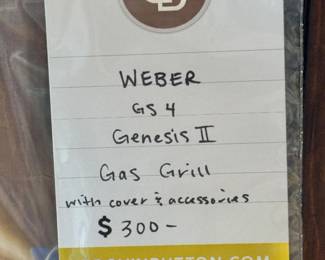 WEBER
GS 4
Genesis II
Gas Grill
with cover & accessories
$ 300-